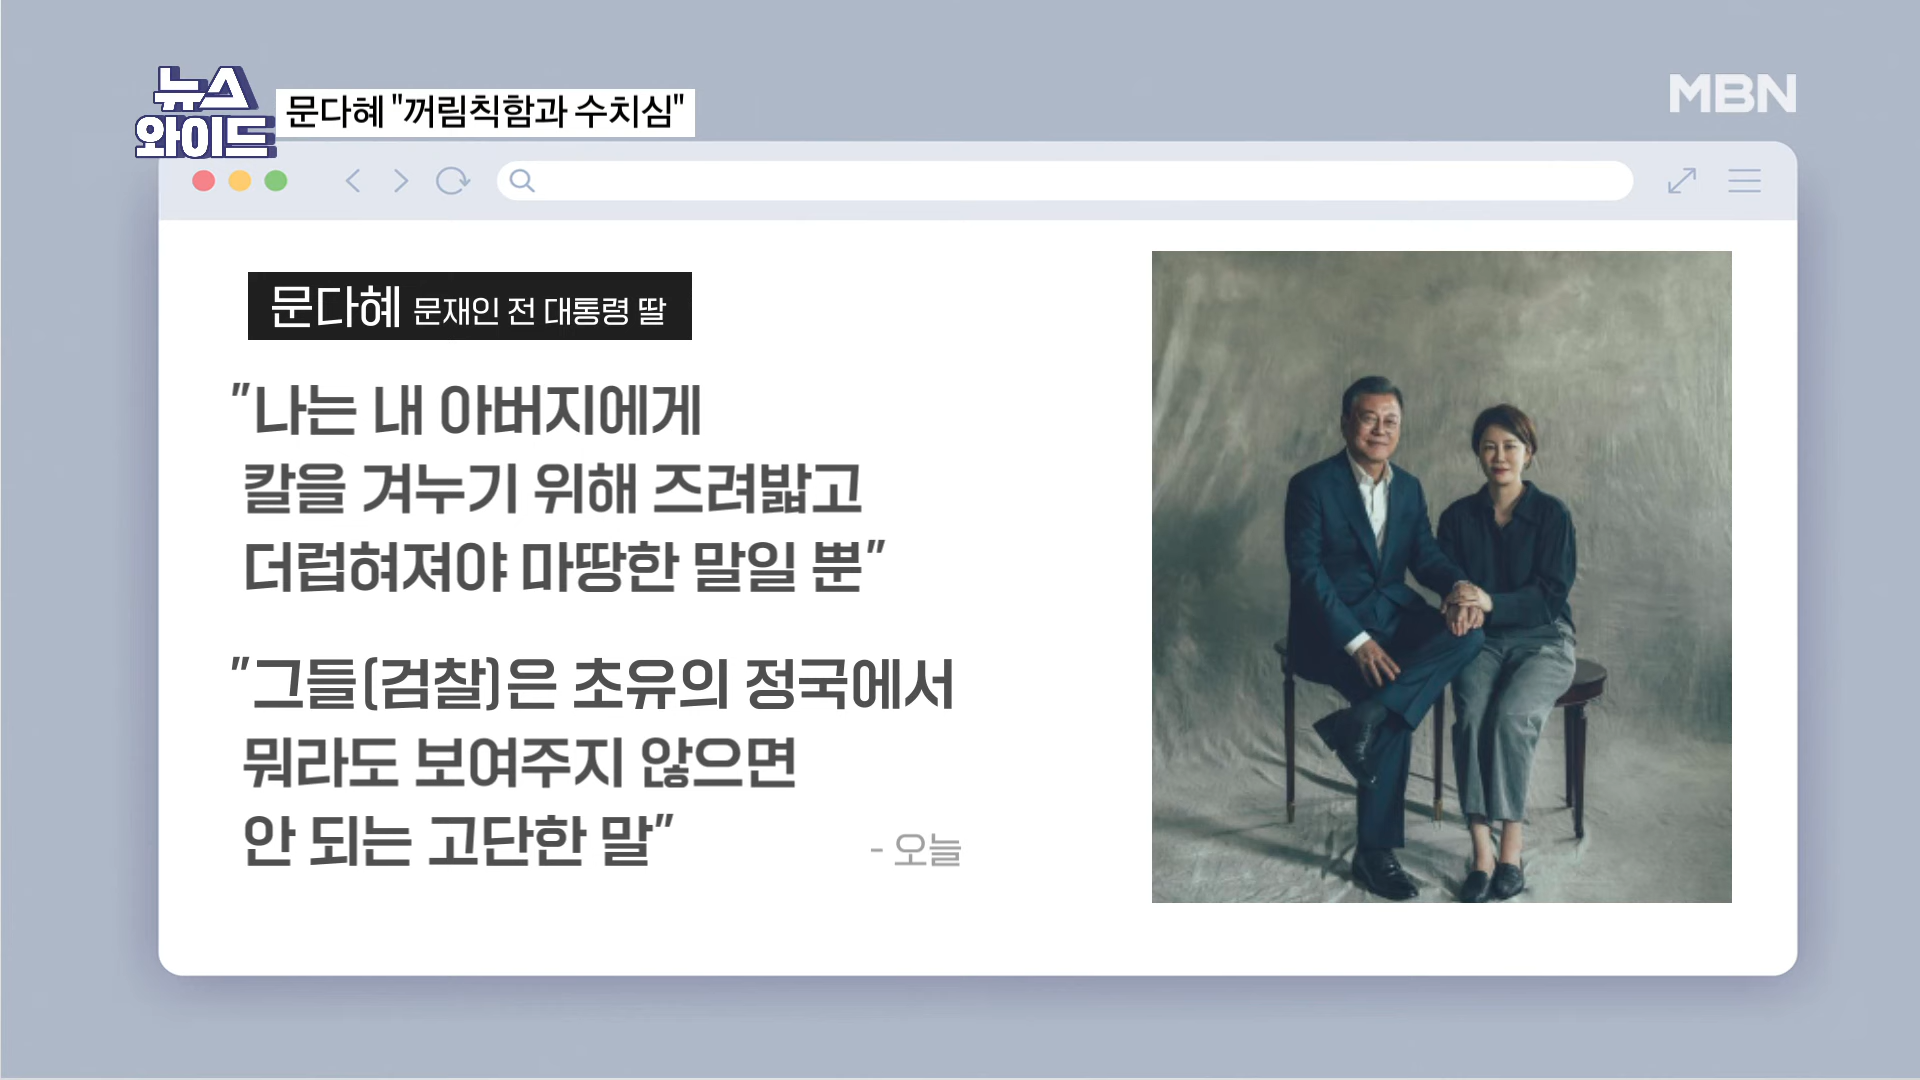 뉴스
와이드
문다혜 "꺼림칙함과 수치심"
MBN
문다혜 문재인 전 대통령 딸
"나는 내 아버지에게
칼을 겨누기 위해 즈려밟고
더럽혀져야 마땅한 말일 뿐"
"그들(검찰)은 초유의 정국에서
뭐라도 보여주지 않으면
안 되는 고단한 말"
- 오늘